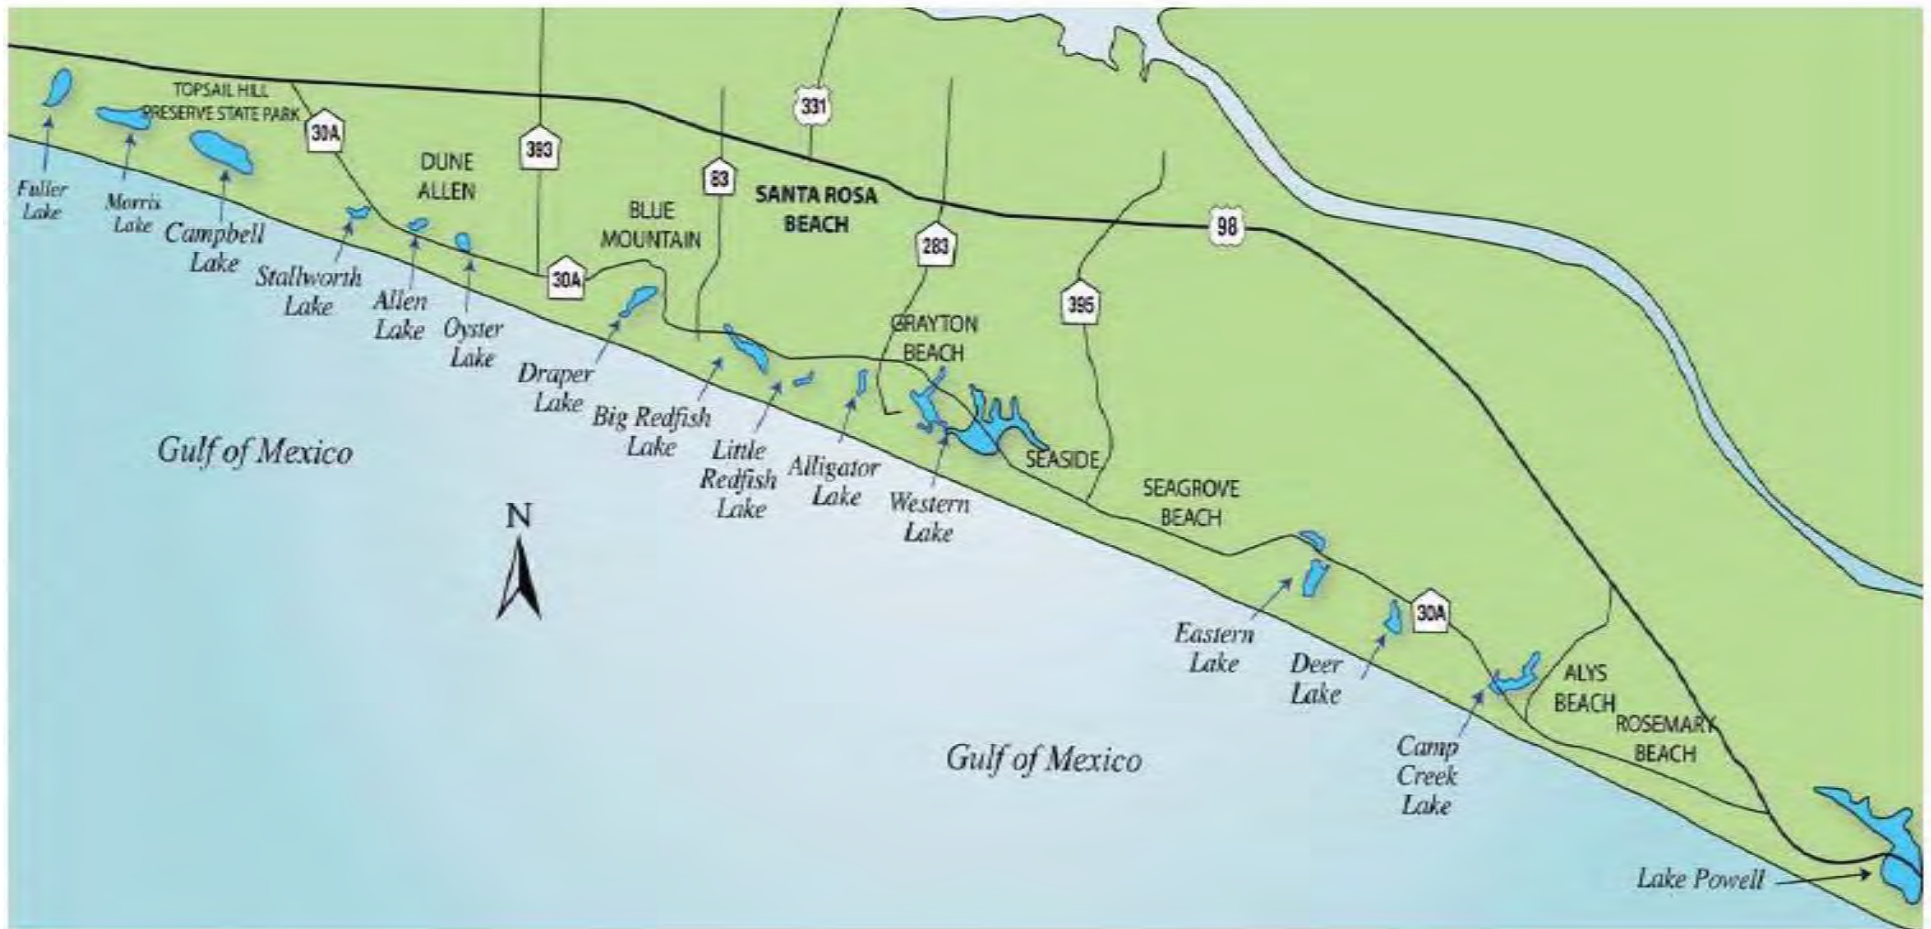 TOPSAIL HILL
PRESERVE STATE PARK
30A
393
331
83
DUNE
ALLEN
BLUE
MOUNTAIN
SANTA ROSA
BEACH
283
98
395
Fuller
Lake
Morris
Lake
Campbell
Lake
Stallworth
Lake
Allen
Lake
Oyster
Lake
30A
Draper
Lake
Big Redfish
Lake
Little
Redfish
Lake
Alligator
Lake
GRAYTON
BEACH
Western
Lake
SEASIDE
SEAGROVE
BEACH
Gulf of Mexico
N
Eastern
Lake
Deer
Lake
30A
Camp
Creek
Lake
ALYS
BEACH
ROSEMARY
BEACH
Gulf of Mexico
Lake Powell